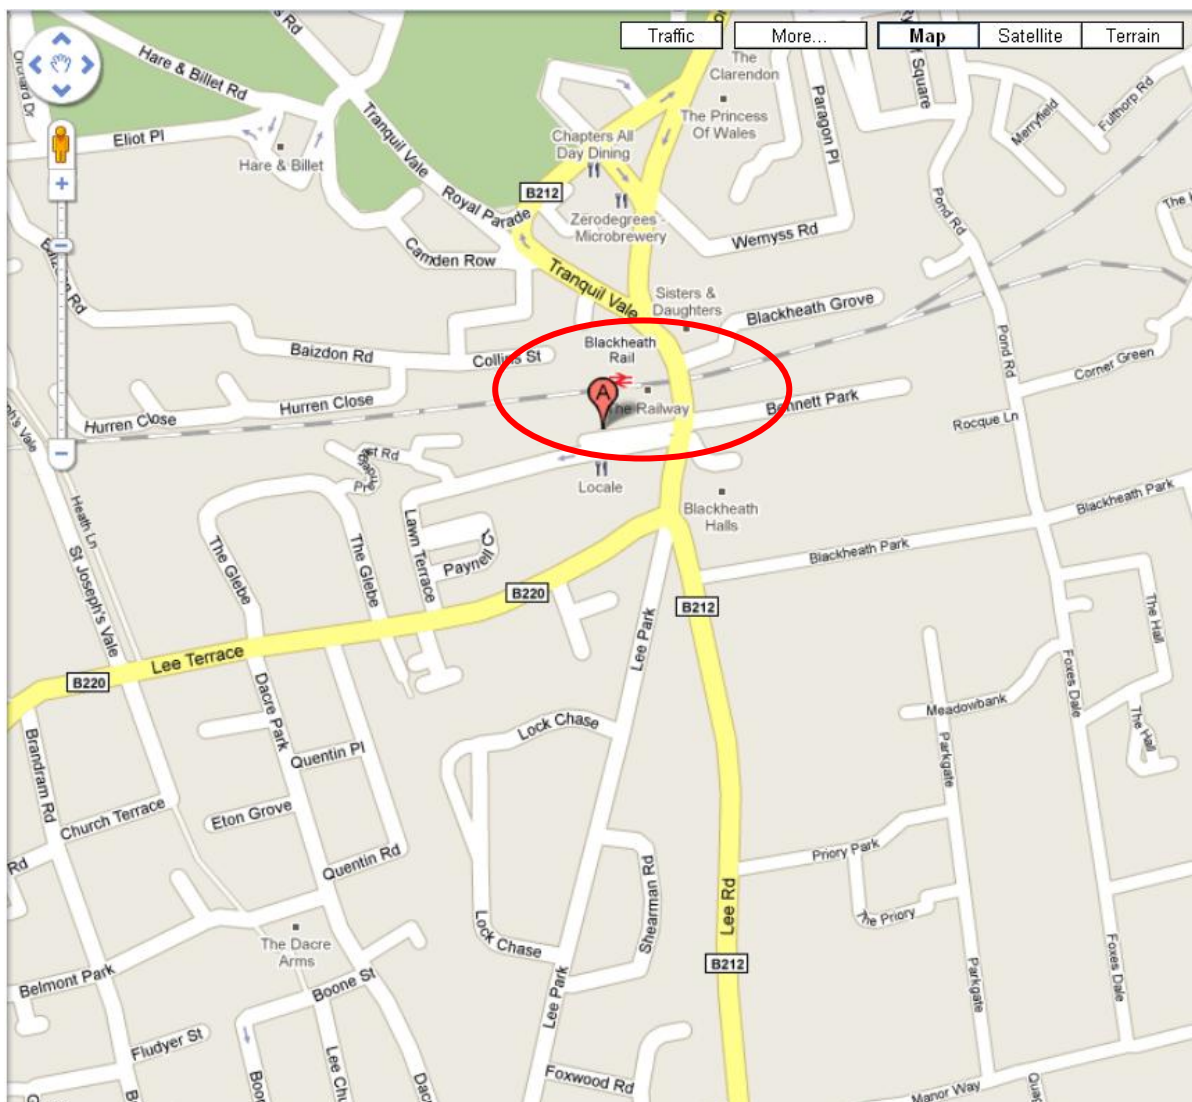 Traffic
More...
Map
Satellite
Terrain
Orchard Dr
Hare & Billet Rd
Eliot Pl
Hare & Billet
Tranquil Vale
Royal Parade
B212
Camden Row
The
Clarendon
The Princess
Of Wales
Chapters All
Day Dining
Zerodegrees -
Microbrewery
Paragon Pl
Wemyss Rd
Square
Merryfield
Fulthorp Rd
Pond Rd
Tranquil Vale
Sisters &
Daughters
Blackheath Grove
Blackheath
Rail
A
The Railway
Bennett Park
Baizdon Rd
Collins St
Hurren Close
Hurren Close
Pond Rd
Corner Green
Rocque Ln
Locale
Blackheath
Halls
Blackheath Park
Blackheath Park
Heath Ln
St Joseph's Vale
The Glebe
The Glebe
Lawn Terrace
Paynell Ct
B220
B212
Lee Terrace
B220
Lee Park
The Hall
Foxes Dale
Meadowbank
The Hall
Parkgate
Dacre Park
Quentin Pl
Lock Chase
Brandram Rd
Church Terrace
Eton Grove
Quentin Rd
Rd
Priory Park
The Priory
Shearman Rd
Lee Rd
Lock Chase
The Dacre
Arms
Belmont Park
Boone St
B212
Lee Park
Parkgate
Foxes Dale
Fludyer St
Foxwood Rd
Manor Way